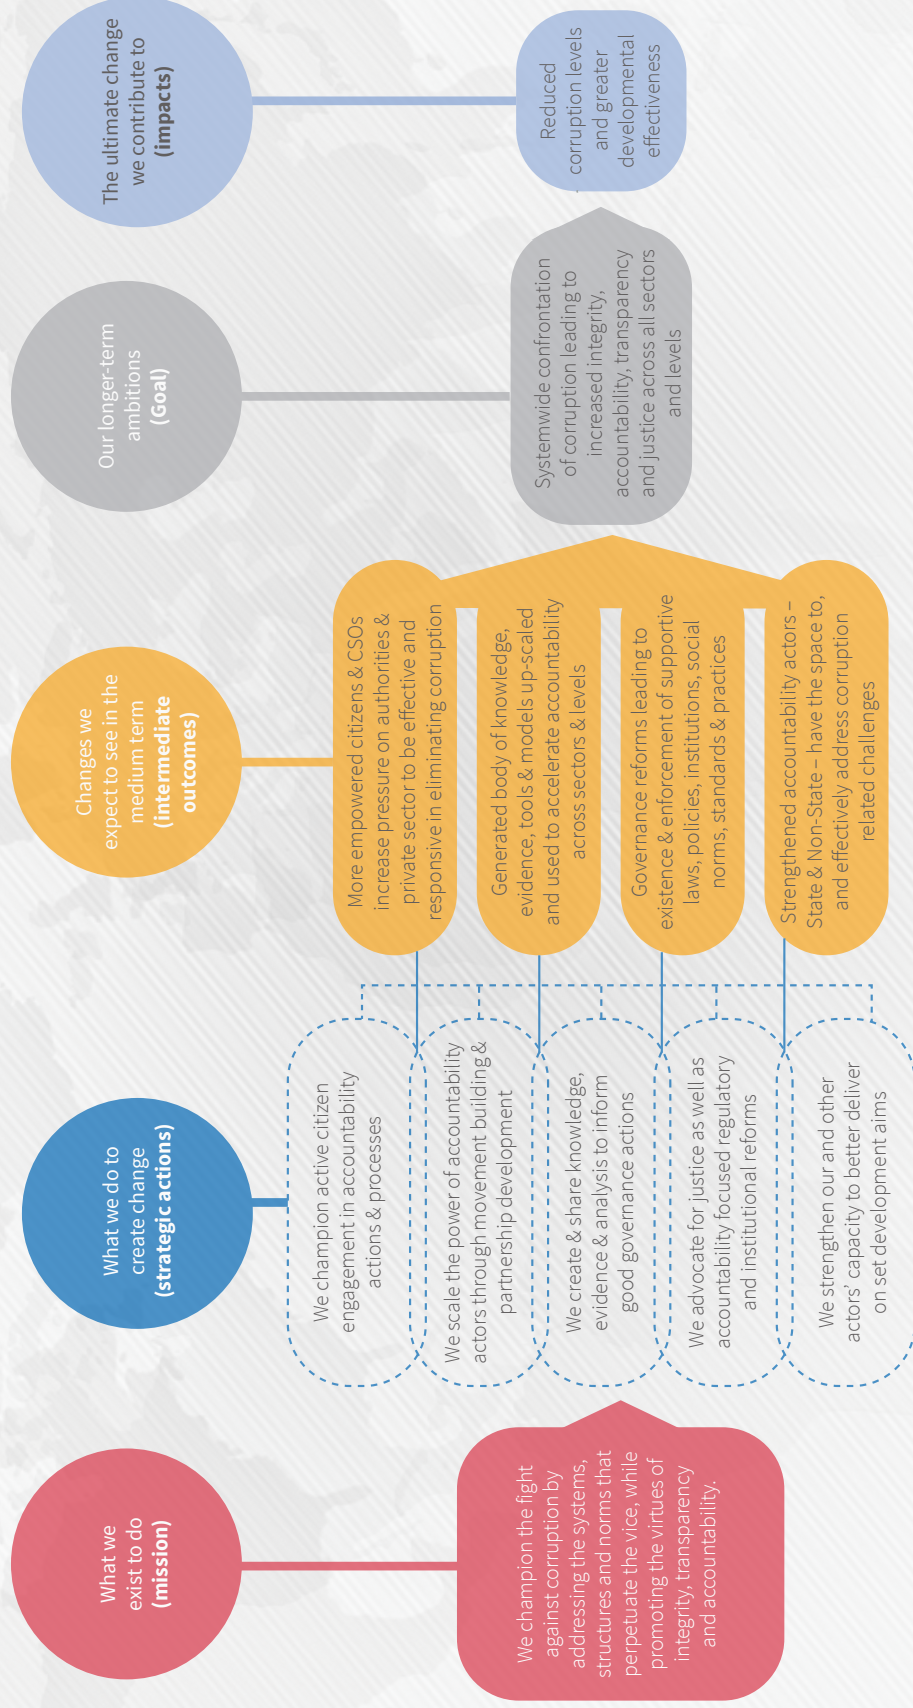 What we
exist to do
(mission)
We champion the fight
against corruption by
addressing the systems,
structures and norms that
perpetuate the vice, while
promoting the virtues of
integrity, transparency
and accountability.
What we do to
create change
(strategic actions)
We champion active citizen
engagement in accountability
actions & processes
We scale the power of accountability
actors through movement building &
partnership development
We create & share knowledge,
evidence & analysis to inform
good governance actions
We advocate for justice as well as
accountability focused regulatory
and institutional reforms
We strengthen our and other
actors' capacity to better deliver
on set development aims
Changes we
expect to see in the
medium term
(intermediate
outcomes)
More empowered citizens & CSOs
increase pressure on authorities &
private sector to be effective and
responsive in eliminating corruption
Generated body of knowledge,
evidence, tools & models up-scaled
and used to accelerate accountability
across sectors & levels
Governance reforms leading to
existence & enforcement of supportive
laws, policies, institutions, social
norms, standards & practices
Strengthened accountability actors –
State & Non-State – have the space to,
and effectively address corruption
related challenges
Our longer-term
ambitions
(Goal)
Systemwide confrontation
of corruption leading to
increased integrity,
accountability, transparency
and justice across all sectors
and levels
The ultimate change
we contribute to
(impacts)
Reduced
corruption levels
and greater
developmental
effectiveness